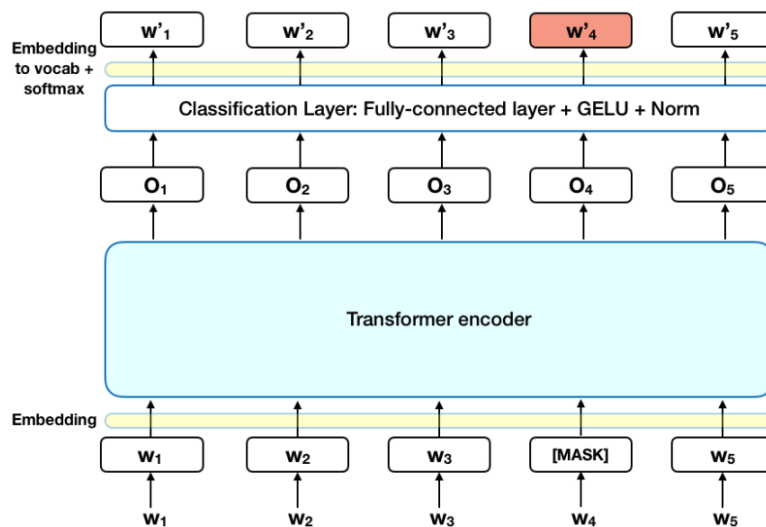 w'1 w'2 w'3 w'4 w'5
Embedding
to vocab +
softmax
Classification Layer: Fully-connected layer + GELU + Norm
O1 O2 O3 O4 O5
Transformer encoder
Embedding
w1 w2 w3 [MASK] w5
w1 w2 w3 w4 w5